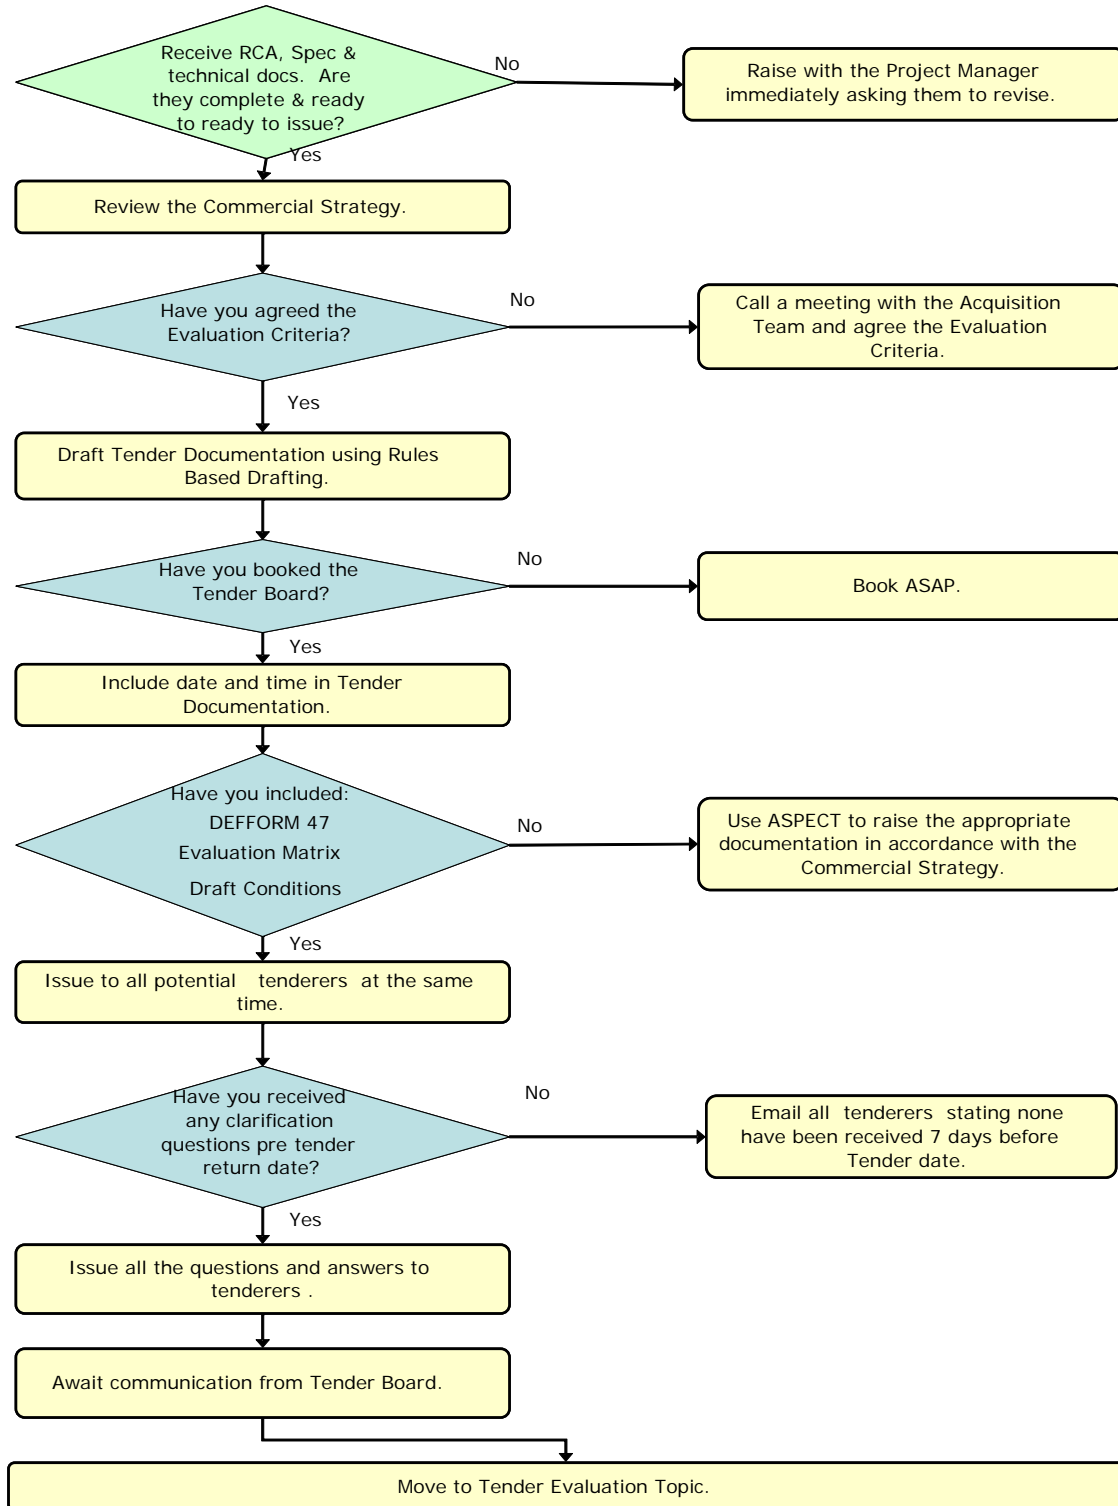 Receive RCA, Spec &
technical docs. Are
they complete & ready
to ready to issue?
No
Raise with the Project Manager
immediately asking them to revise.
Yes
Review the Commercial Strategy.
Have you agreed the
Evaluation Criteria?
No
Call a meeting with the Acquisition
Team and agree the Evaluation
Criteria.
Yes
Draft Tender Documentation using Rules
Based Drafting.
Have you booked the
Tender Board?
No
Book ASAP.
Yes
Include date and time in Tender
Documentation.
Have you included:
DEFFORM 47
Evaluation Matrix
Draft Conditions
No
Use ASPECT to raise the appropriate
documentation in accordance with the
Commercial Strategy.
Yes
Issue to all potential tenderers at the same
time.
Have you received
any clarification
questions pre tender
return date?
No
Email all tenderers stating none
have been received 7 days before
Tender date.
Yes
Issue all the questions and answers to
tenderers .
Await communication from Tender Board.
Move to Tender Evaluation Topic.